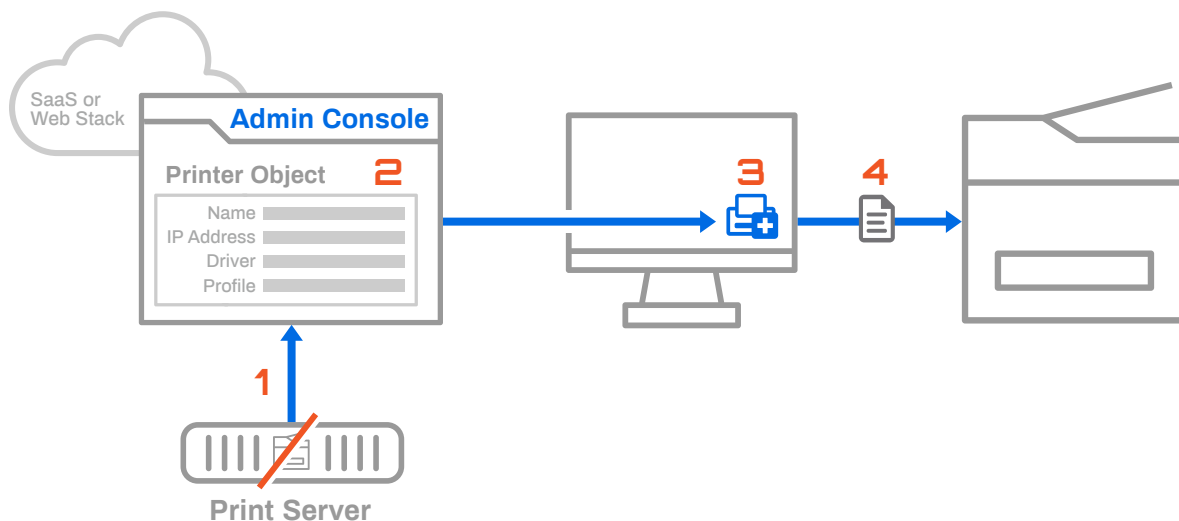 SaaS or
Web Stack
Admin Console
Printer Object
2
Name
IP Address
Driver
Profile
3
4
1
Print Server